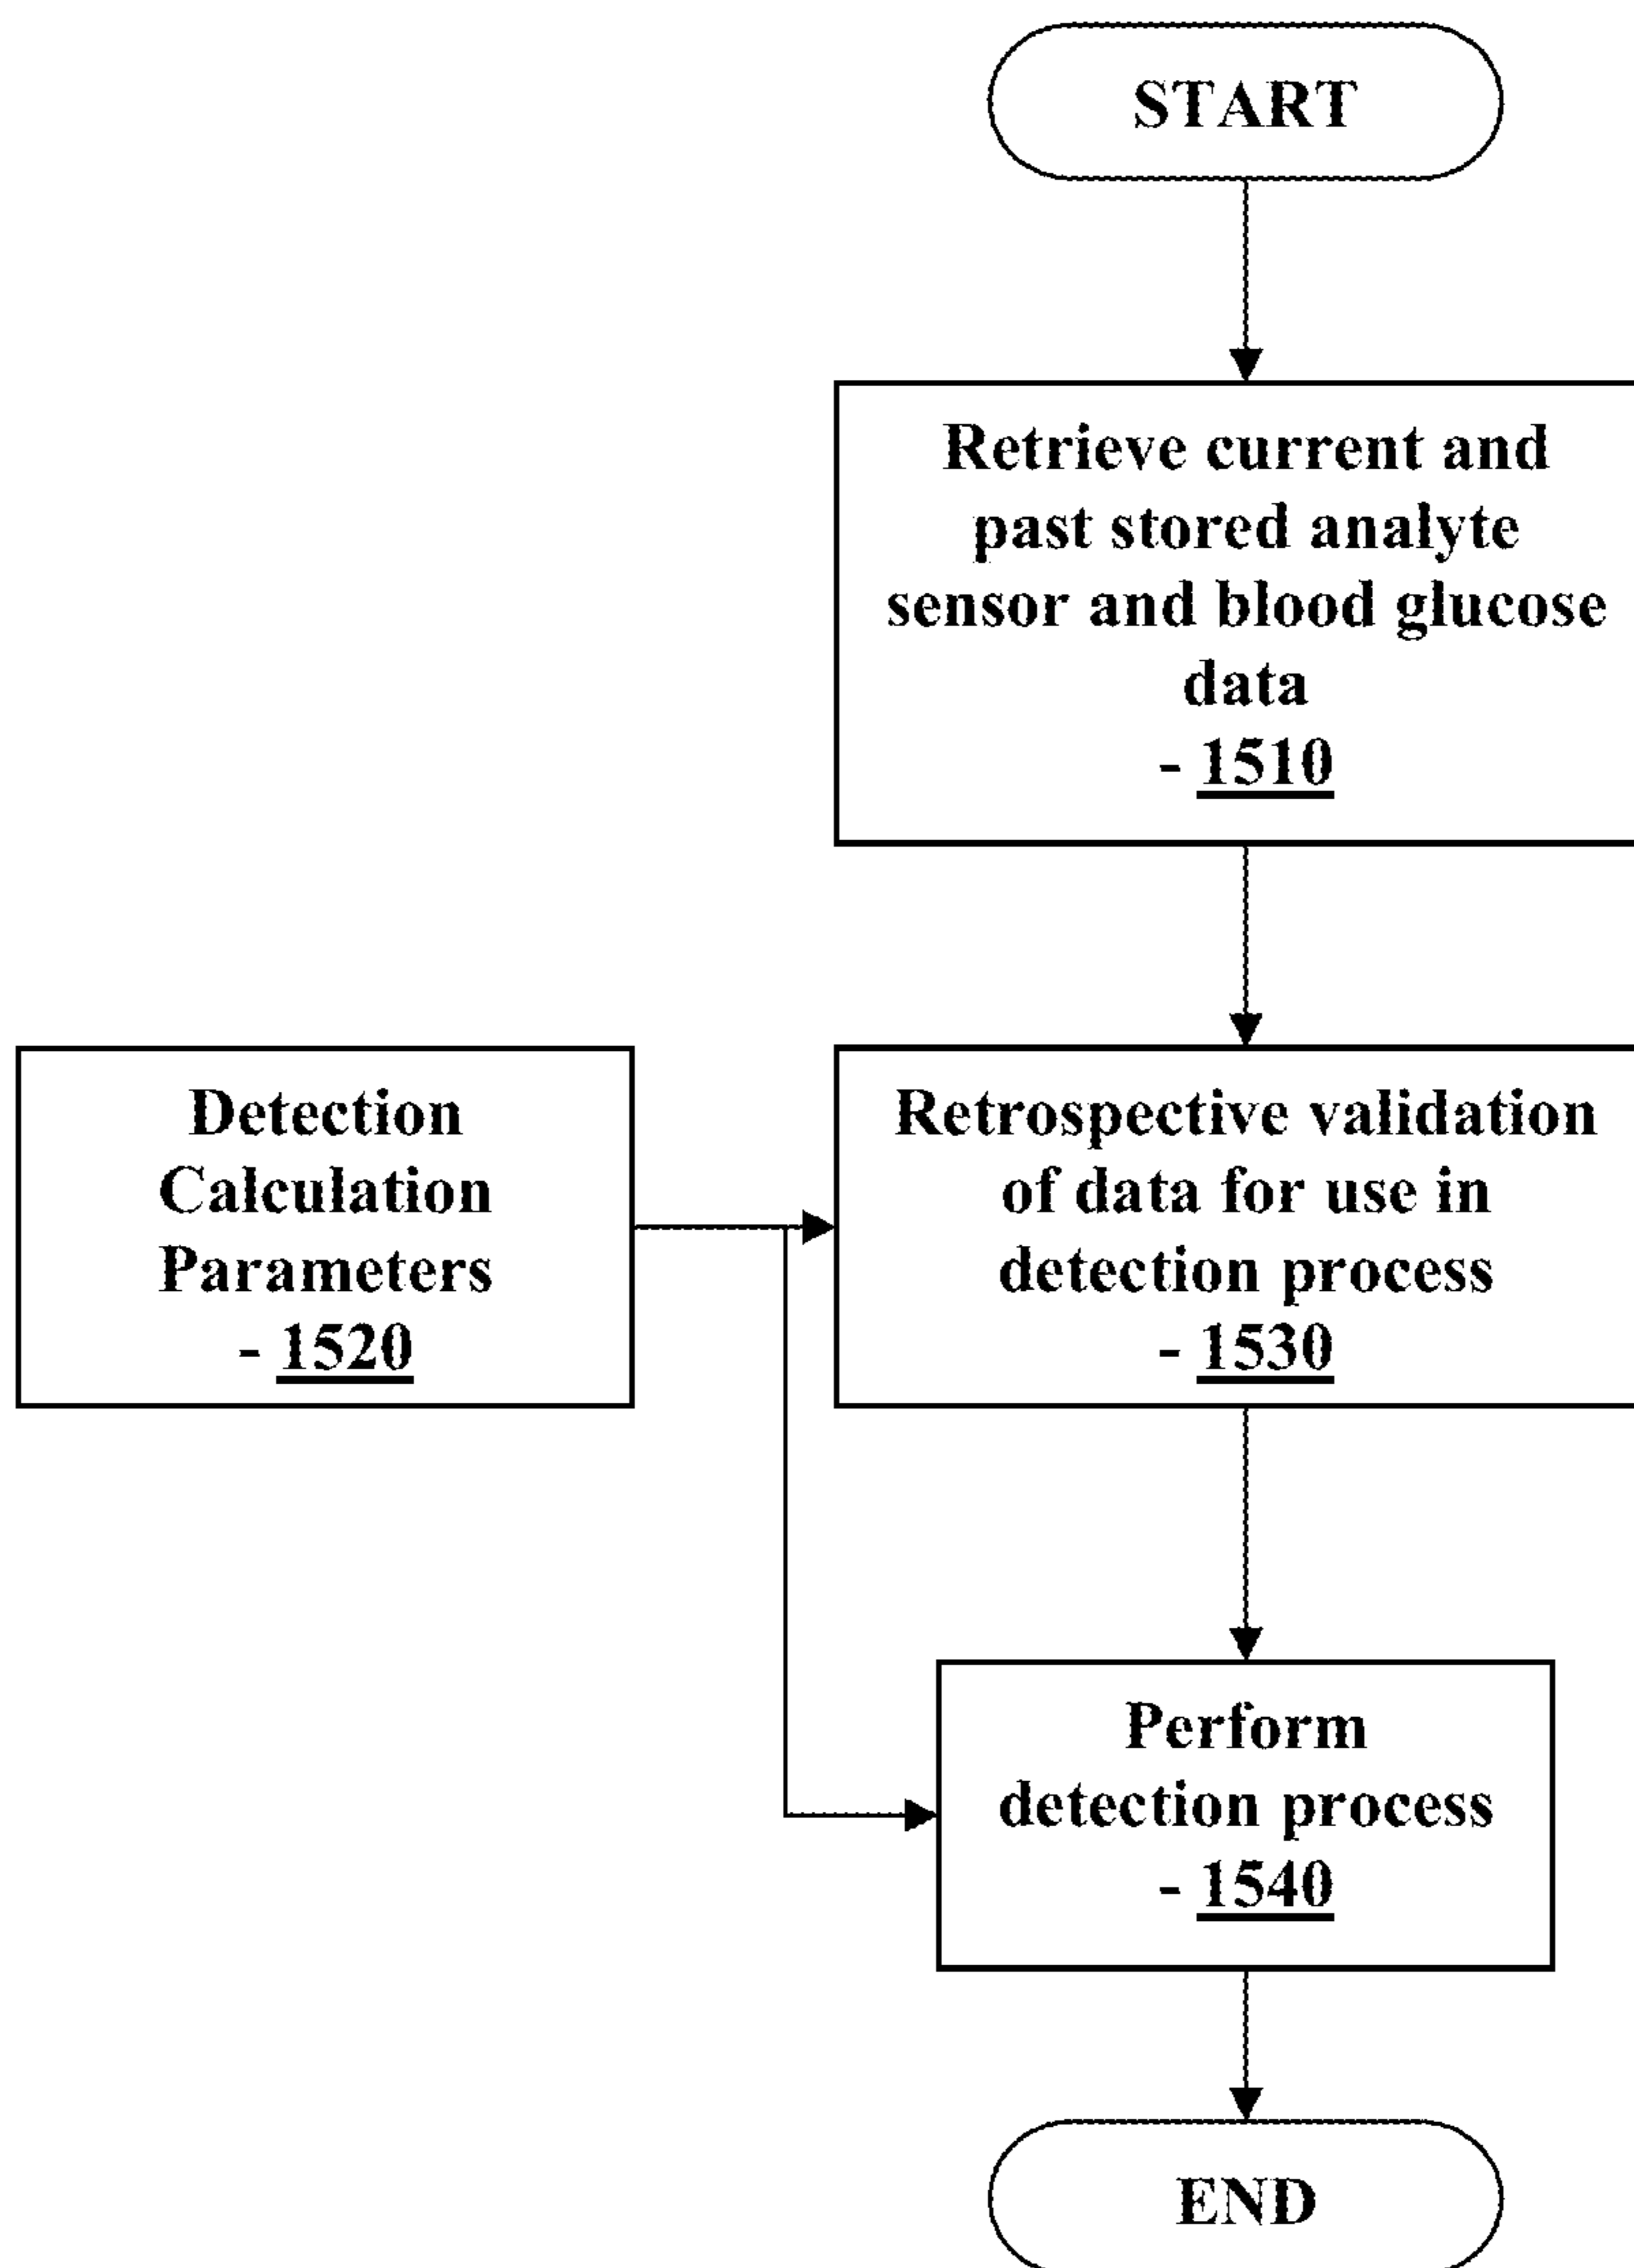 START
Retrieve current and
past stored analyte
sensor and blood glucose
data
- 1510
Detection
Calculation
Parameters
- 1520
Retrospective validation
of data for use in
detection process
- 1530
Perform
detection process
- 1540
END